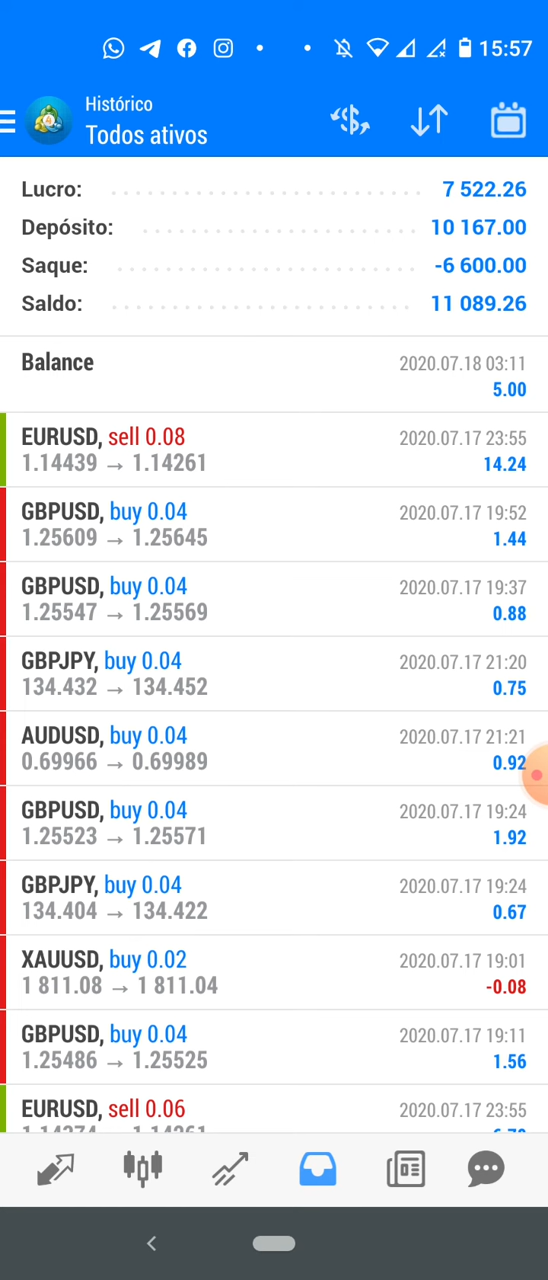 15:57
Histórico
Todos ativos
Lucro: 7 522.26
Depósito: 10 167.00
Saque: -6 600.00
Saldo: 11 089.26
Balance 2020.07.18 03:11
5.00
EURUSD, sell 0.08 2020.07.17 23:55
1.14439 → 1.14261 14.24
GBPUSD, buy 0.04 2020.07.17 19:52
1.25609 → 1.25645 1.44
GBPUSD, buy 0.04 2020.07.17 19:37
1.25547 → 1.25569 0.88
GBPJPY, buy 0.04 2020.07.17 21:20
134.432 → 134.452 0.75
AUDUSD, buy 0.04 2020.07.17 21:21
0.69966 → 0.69989 0.92
GBPUSD, buy 0.04 2020.07.17 19:24
1.25523 → 1.25571 1.92
GBPJPY, buy 0.04 2020.07.17 19:24
134.404 → 134.422 0.67
XAUUSD, buy 0.02 2020.07.17 19:01
1 811.08 → 1 811.04 -0.08
GBPUSD, buy 0.04 2020.07.17 19:11
1.25486 → 1.25525 1.56
EURUSD, sell 0.06 2020.07.17 23:55